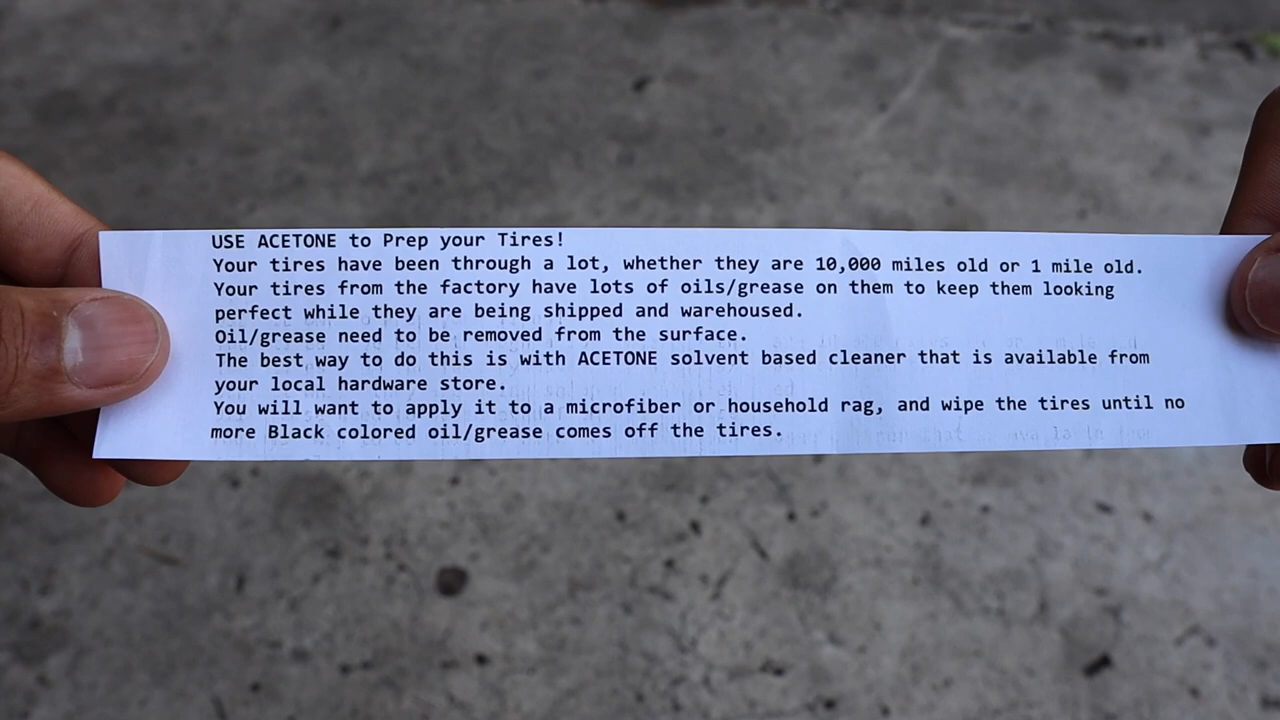 USE ACETONE to Prep your Tires!
Your tires have been through a lot, whether they are 10,000 miles old or 1 mile old.
Your tires from the factory have lots of oils/grease on them to keep them looking
perfect while they are being shipped and warehoused.
Oil/grease need to be removed from the surface.
The best way to do this is with ACETONE solvent based cleaner that is available from
your local hardware store.
You will want to apply it to a microfiber or household rag, and wipe the tires until no
more Black colored oil/grease comes off the tires.